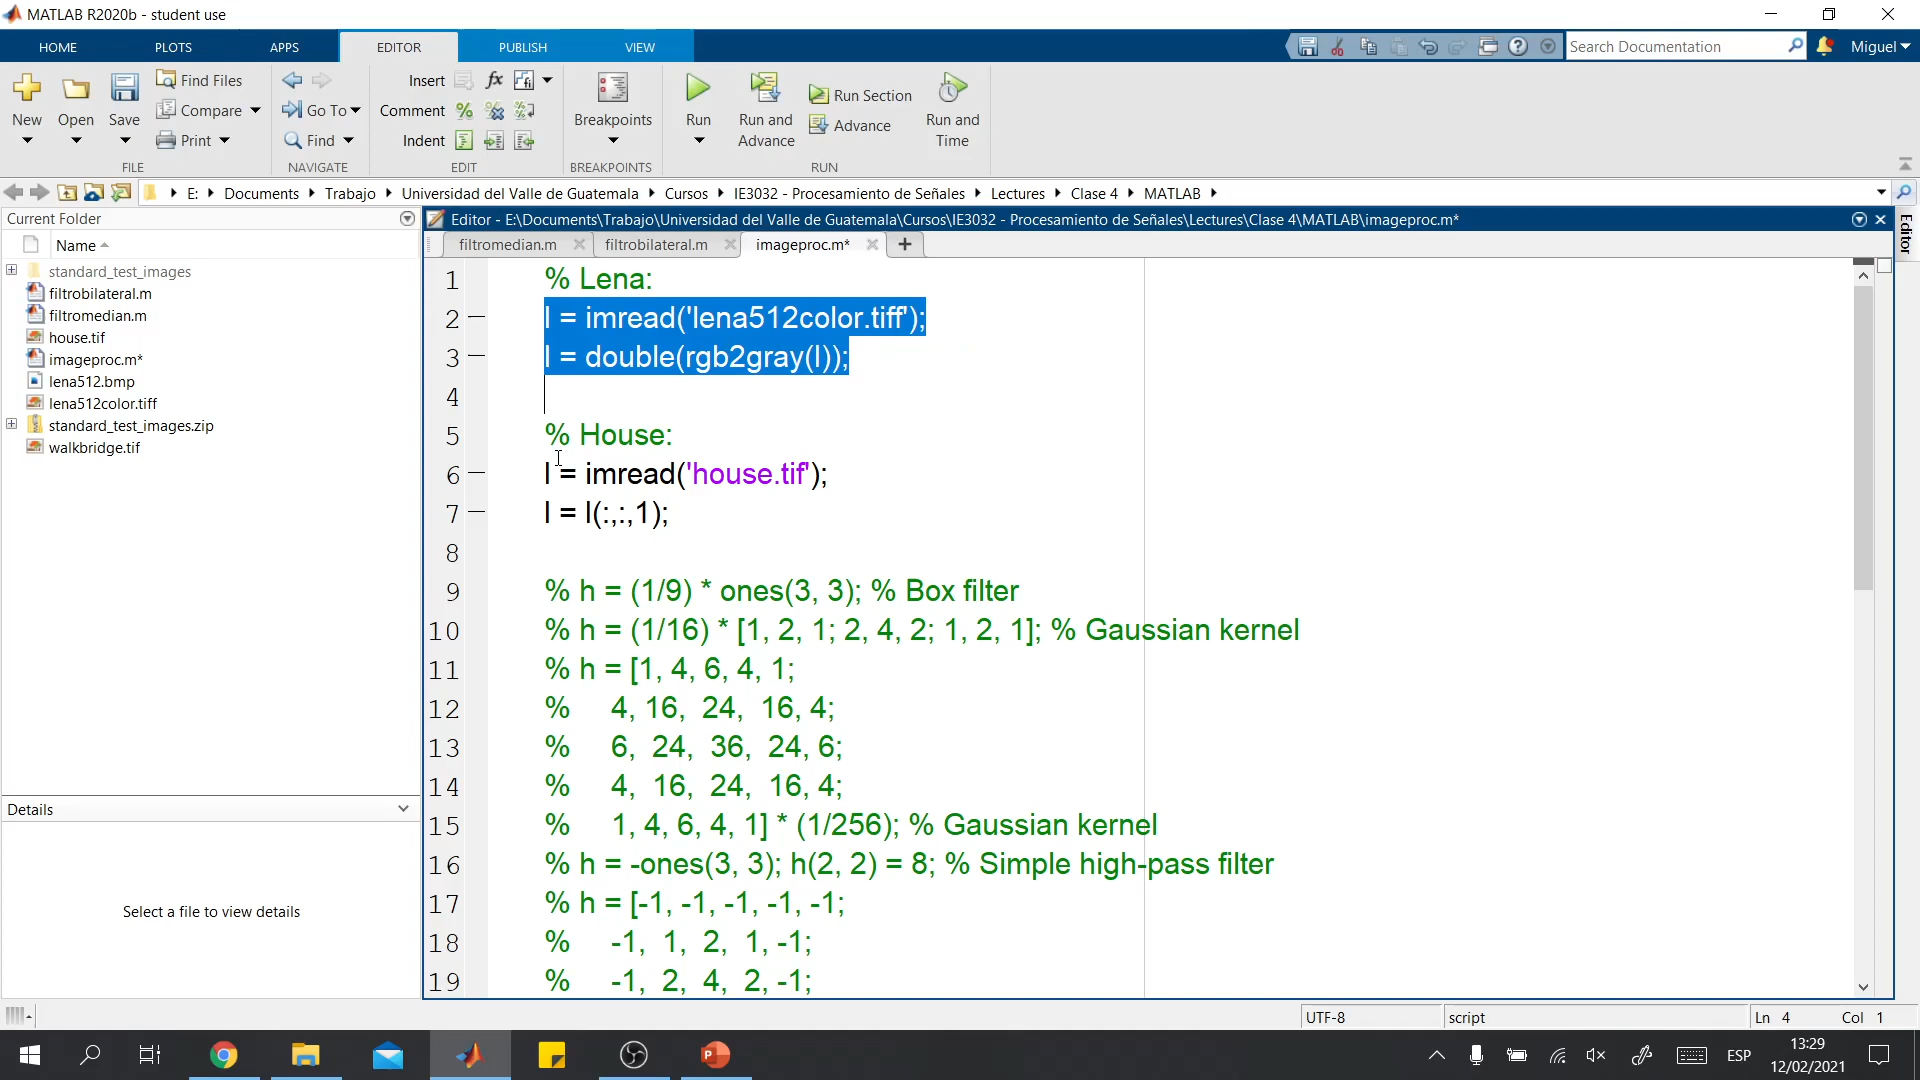 MATLAB R2020b - student use
HOME PLOTS APPS EDITOR PUBLISH VIEW Search Documentation Miguel
New Open Save Find Files Compare Print FILE
Go To Find NAVIGATE
Insert fx Comment Indent EDIT
Breakpoints BREAKPOINTS
Run Run and Advance Run Section Advance Run and Time RUN
E: Documents Trabajo Universidad del Valle de Guatemala Cursos IE3032 - Procesamiento de Señales Lectures Clase 4 MATLAB
Current Folder
Name
standard_test_images
filtrobilateral.m
filtromedian.m
house.tif
imageproc.m*
lena512.bmp
lena512color.tiff
standard_test_images.zip
walkbridge.tif
Details
Select a file to view details
Editor - E:\Documents\Trabajo\Universidad del Valle de Guatemala\Cursos\IE3032 - Procesamiento de Señales\Lectures\Clase 4\MATLAB\imageproc.m*
Editor
filtromedian.m filtrobilateral.m imageproc.m*
1 % Lena:
2 I = imread('lena512color.tiff');
3 I = double(rgb2gray(I));
4
5 % House:
6 I = imread('house.tif');
7 I = I(:,:,1);
8
9 % h = (1/9) * ones(3, 3); % Box filter
10 % h = (1/16) * [1, 2, 1; 2, 4, 2; 1, 2, 1]; % Gaussian kernel
11 % h = [1, 4, 6, 4, 1;
12 % 4, 16, 24, 16, 4;
13 % 6, 24, 36, 24, 6;
14 % 4, 16, 24, 16, 4;
15 % 1, 4, 6, 4, 1] * (1/256); % Gaussian kernel
16 % h = -ones(3, 3); h(2, 2) = 8; % Simple high-pass filter
17 % h = [-1, -1, -1, -1, -1;
18 % -1, 1, 2, 1, -1;
19 % -1, 2, 4, 2, -1;
UTF-8 script Ln 4 Col 1
ESP
13:29
12/02/2021